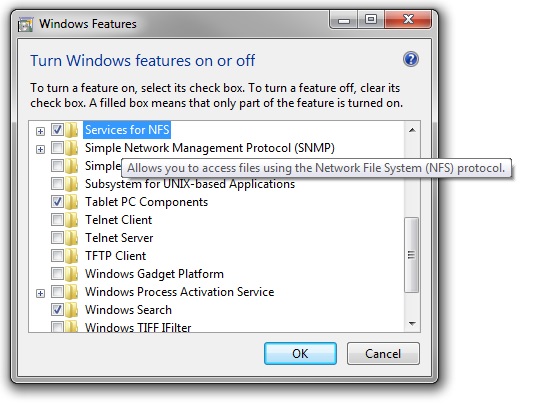 Windows Features
Turn Windows features on or off
To turn a feature on, select its check box. To turn a feature off, clear its
check box. A filled box means that only part of the feature is turned on.
Services for NFS
Simple Network Management Protocol (SNMP)
Simple
Allows you to access files using the Network File System (NFS) protocol.
Subsystem for UNIX-based Applications
Tablet PC Components
Telnet Client
Telnet Server
TFTP Client
Windows Gadget Platform
Windows Process Activation Service
Windows Search
Windows TIFF IFilter
OK
Cancel